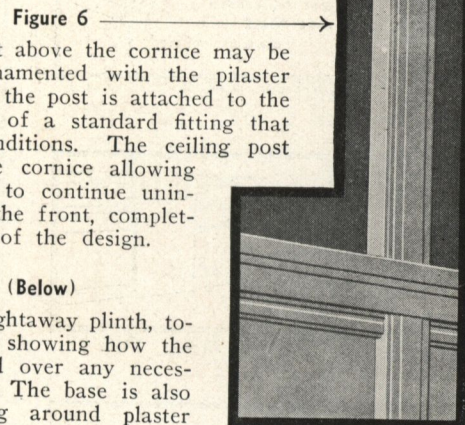 Figure 6
above the cornice may be
namented with the pilaster
the post is attached to the
of a standard fitting that
nditions. The ceiling post
cornice allowing
to continue unin-
the front, complet-
of the design.
(Below)
ghtaway plinth, to-
showing how the
over any neces-
The base is also
around plaster